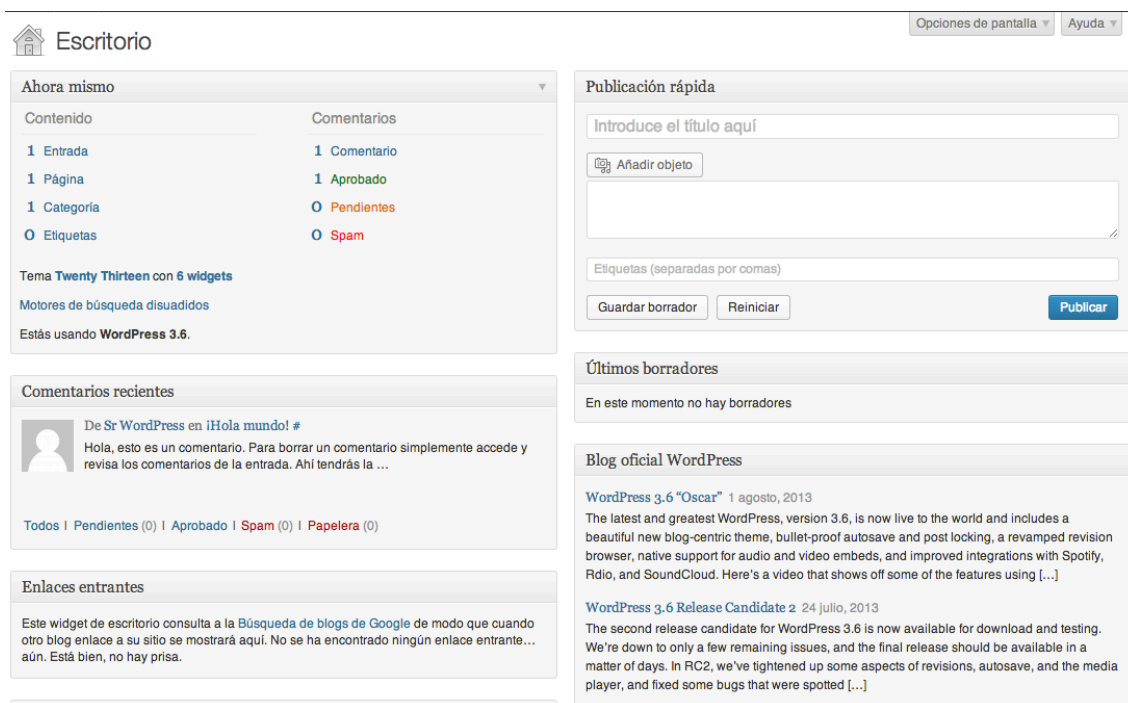 Opciones de pantalla
Ayuda
Escritorio
Ahora mismo
Contenido
Comentarios
1 Entrada
1 Comentario
1 Página
1 Aprobado
1 Categoría
0 Pendientes
0 Etiquetas
0 Spam
Tema Twenty Thirteen con 6 widgets
Motores de búsqueda disuadidos
Estás usando WordPress 3.6.
Comentarios recientes
De Sr WordPress en ¡Hola mundo! #
Hola, esto es un comentario. Para borrar un comentario simplemente accede y
revisa los comentarios de la entrada. Ahí tendrás la …
Todos | Pendientes (0) | Aprobado | Spam (0) | Papelera (0)
Enlaces entrantes
Este widget de escritorio consulta a la Búsqueda de blogs de Google de modo que cuando
otro blog enlace a su sitio se mostrará aquí. No se ha encontrado ningún enlace entrante…
aún. Está bien, no hay prisa.
Publicación rápida
Introduce el título aquí
Añadir objeto
Etiquetas (separadas por comas)
Guardar borrador
Reiniciar
Publicar
Últimos borradores
En este momento no hay borradores
Blog oficial WordPress
WordPress 3.6 “Oscar” 1 agosto, 2013
The latest and greatest WordPress, version 3.6, is now live to the world and includes a
beautiful new blog-centric theme, bullet-proof autosave and post locking, a revamped revision
browser, native support for audio and video embeds, and improved integrations with Spotify,
Rdio, and SoundCloud. Here’s a video that shows off some of the features using […]
WordPress 3.6 Release Candidate 2 24 julio, 2013
The second release candidate for WordPress 3.6 is now available for download and testing.
We’re down to only a few remaining issues, and the final release should be available in a
matter of days. In RC2, we’ve tightened up some aspects of revisions, autosave, and the media
player, and fixed some bugs that were spotted […]